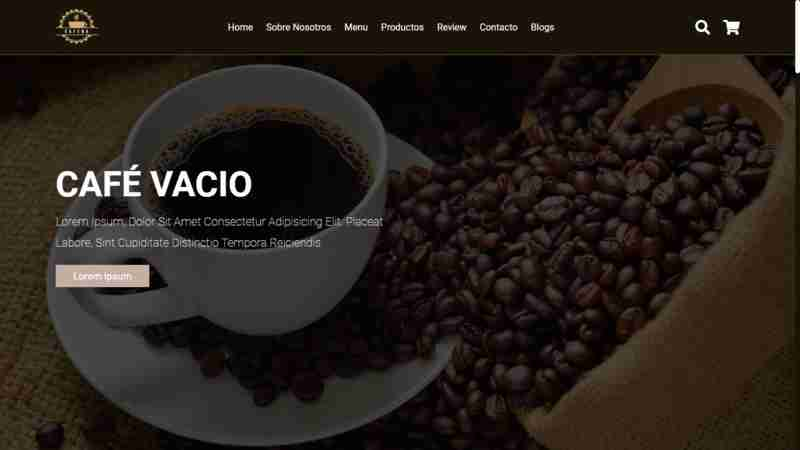 Home Sobre Nosotros Menu Productos Review Contacto Blogs
CAFÉ VACIO
Lorem Ipsum, Dolor Sit Amet Consectetur Adipisicing Elit. Placeat
Labore, Sint Cupiditate Distinctio Tempora Reiciendis.
Lorem Ipsum